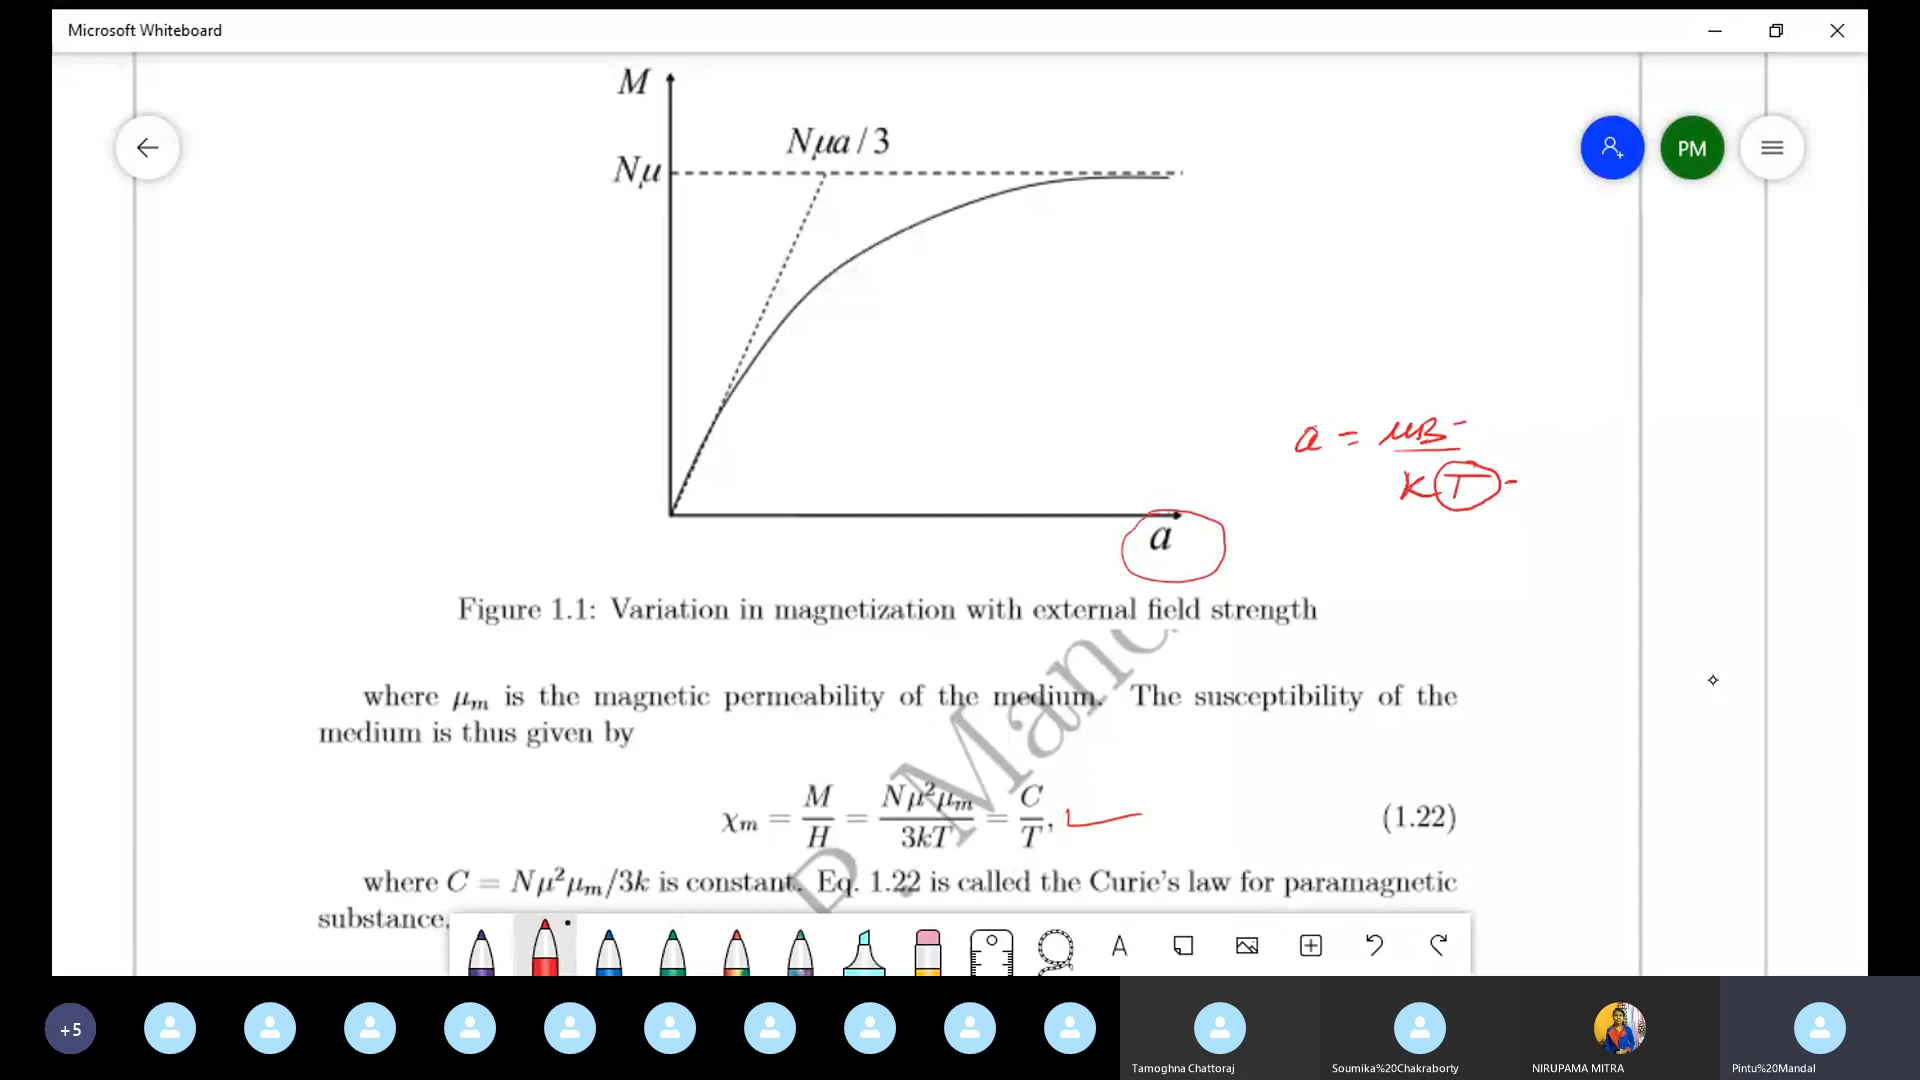 Microsoft Whiteboard
M
Nμa / 3
Nμ
PM
a = μB
kT
a
Figure 1.1: Variation in magnetization with external field strength
where μₘ is the magnetic permeability of the medium. The susceptibility of the
medium is thus given by
χₘ = M/H = Nμ²μₘ/3kT = C/T, (1.22)
where C = Nμ²μₘ/3k is constant. Eq. 1.22 is called the Curie's law for paramagnetic
substance.
P. Mand
A
+5
Tamoghna Chattoraj
Soumika%20Chakraborty
NIRUPAMA MITRA
Pintu%20Mandal